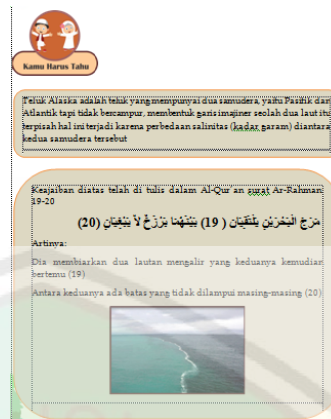 Kamu Harus Tahu
Teluk Alaska adalah teluk yang mempunyai dua samudera, yaitu Pasifik dan
Atlantik tapi tidak bercampur, membentuk garis imajiner seolah dua laut itu
terpisah hal ini terjadi karena perbedaan salinitas (kadar garam) diantara
kedua samudera tersebut
Keajaiban diatas telah di tulis dalam Al-Qur an surat Ar-Rahman
19-20
مَرَجَ الْبَحْرَيْنِ يَلْتَقِيَانِ ( 19) بَيْنَهُمَا بَرْزَخٌ لاَ يَبْغِيَانِ (20)
Artinya:
Dia membiarkan dua lautan mengalir yang keduanya kemudian
bertemu (19)
Antara keduanya ada batas yang tidak dilampui masing-masing (20)